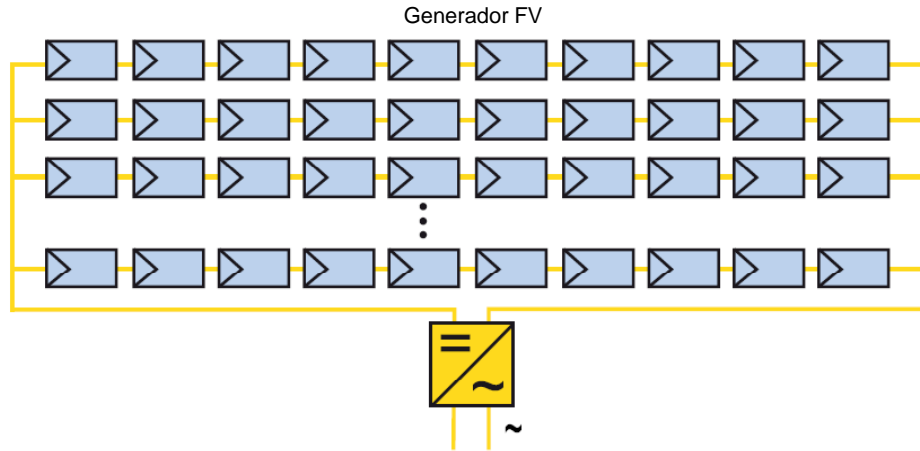 Generador FV
=
~
~